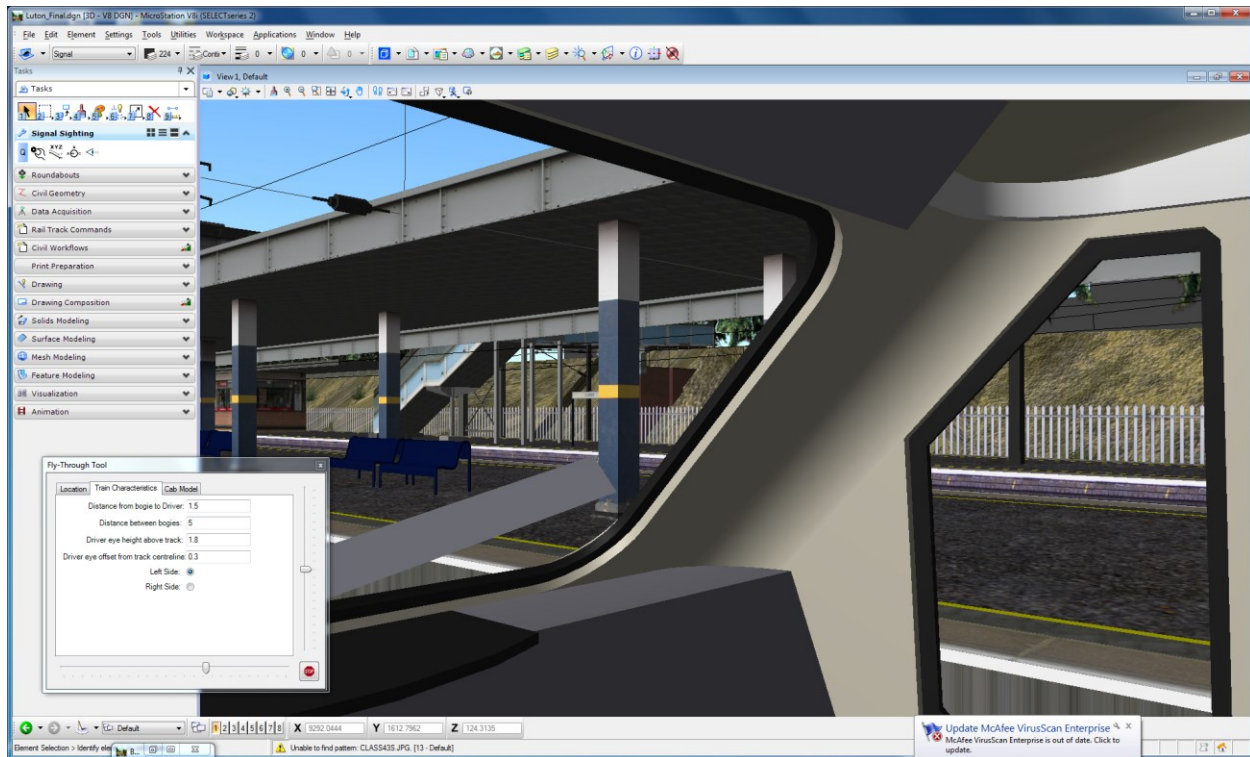 Luton_Final.dgn [3D - V8 DGN] - MicroStation V8i (SELECTseries 2)
File Edit Element Settings Tools Utilities Workspace Applications Window Help
Signal 224 0 0 0
Tasks
View 1, Default
Tasks
Signal Sighting
Q XYZ
Roundabouts
Civil Geometry
Data Acquisition
Rail Track Commands
Civil Workflows
Print Preparation
Drawing
Drawing Composition
Solids Modeling
Surface Modeling
Mesh Modeling
Feature Modeling
Visualization
Animation
Fly-Through Tool
Location Train Characteristics Cab Model
Distance from bogie to Driver: 1.5
Distance between bogies: 5
Driver eye height above track: 1.8
Driver eye offset from track centreline: 0.3
Left Side:
Right Side:
STOP
Default 1 2 3 4 5 6 7 8 X 9292.0444 Y 1612.7962 Z 124.3135
Element Selection > Identify
B...
Unable to find pattern: CLASS43S.JPG. [13 - Default]
Update McAfee VirusScan Enterprise
McAfee VirusScan Enterprise is out of date. Click to
update.